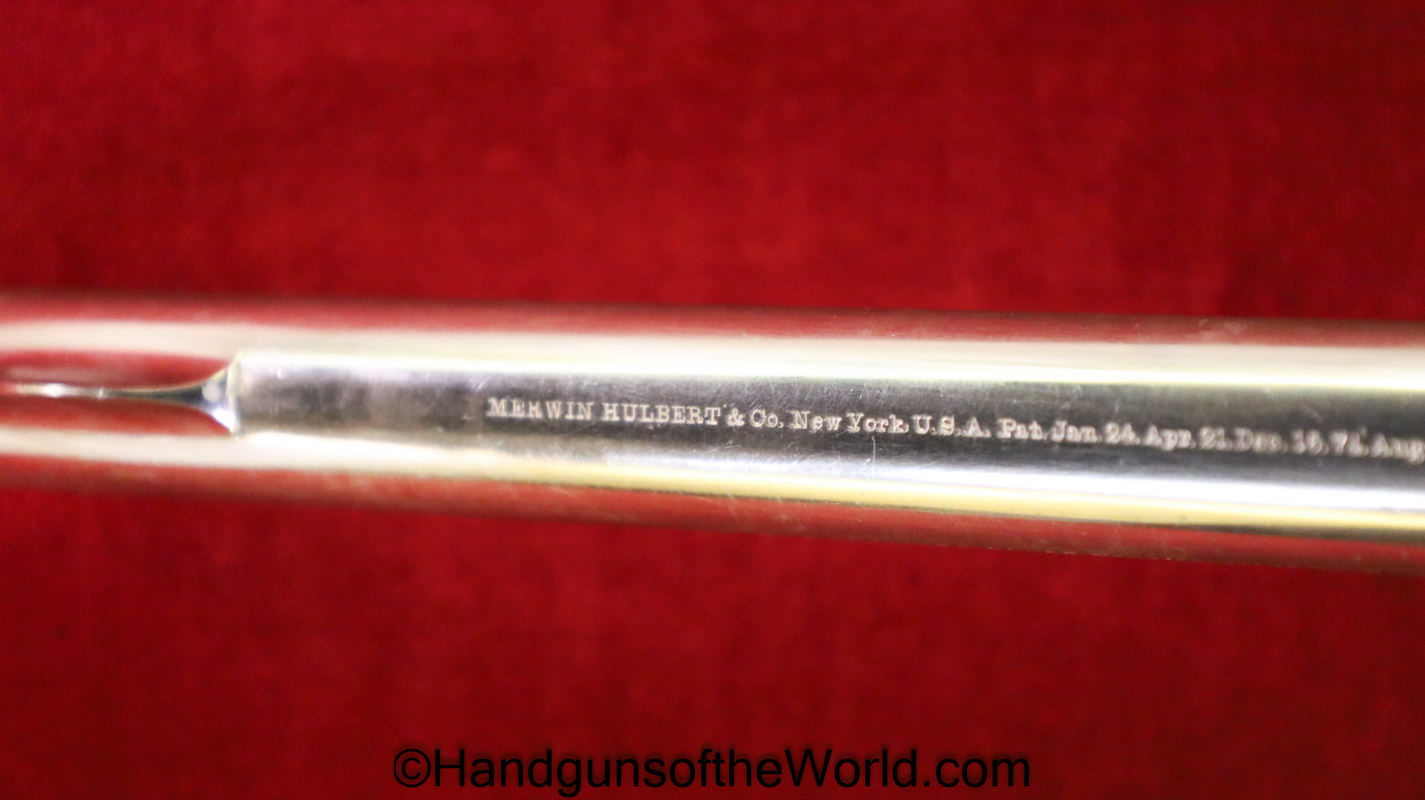 MERWIN HULBERT & Co. New York. U.S.A. Pat. Jan. 24. Apr. 21. Dec. 15. 74. Aug
©HandgunsoftheWorld.com